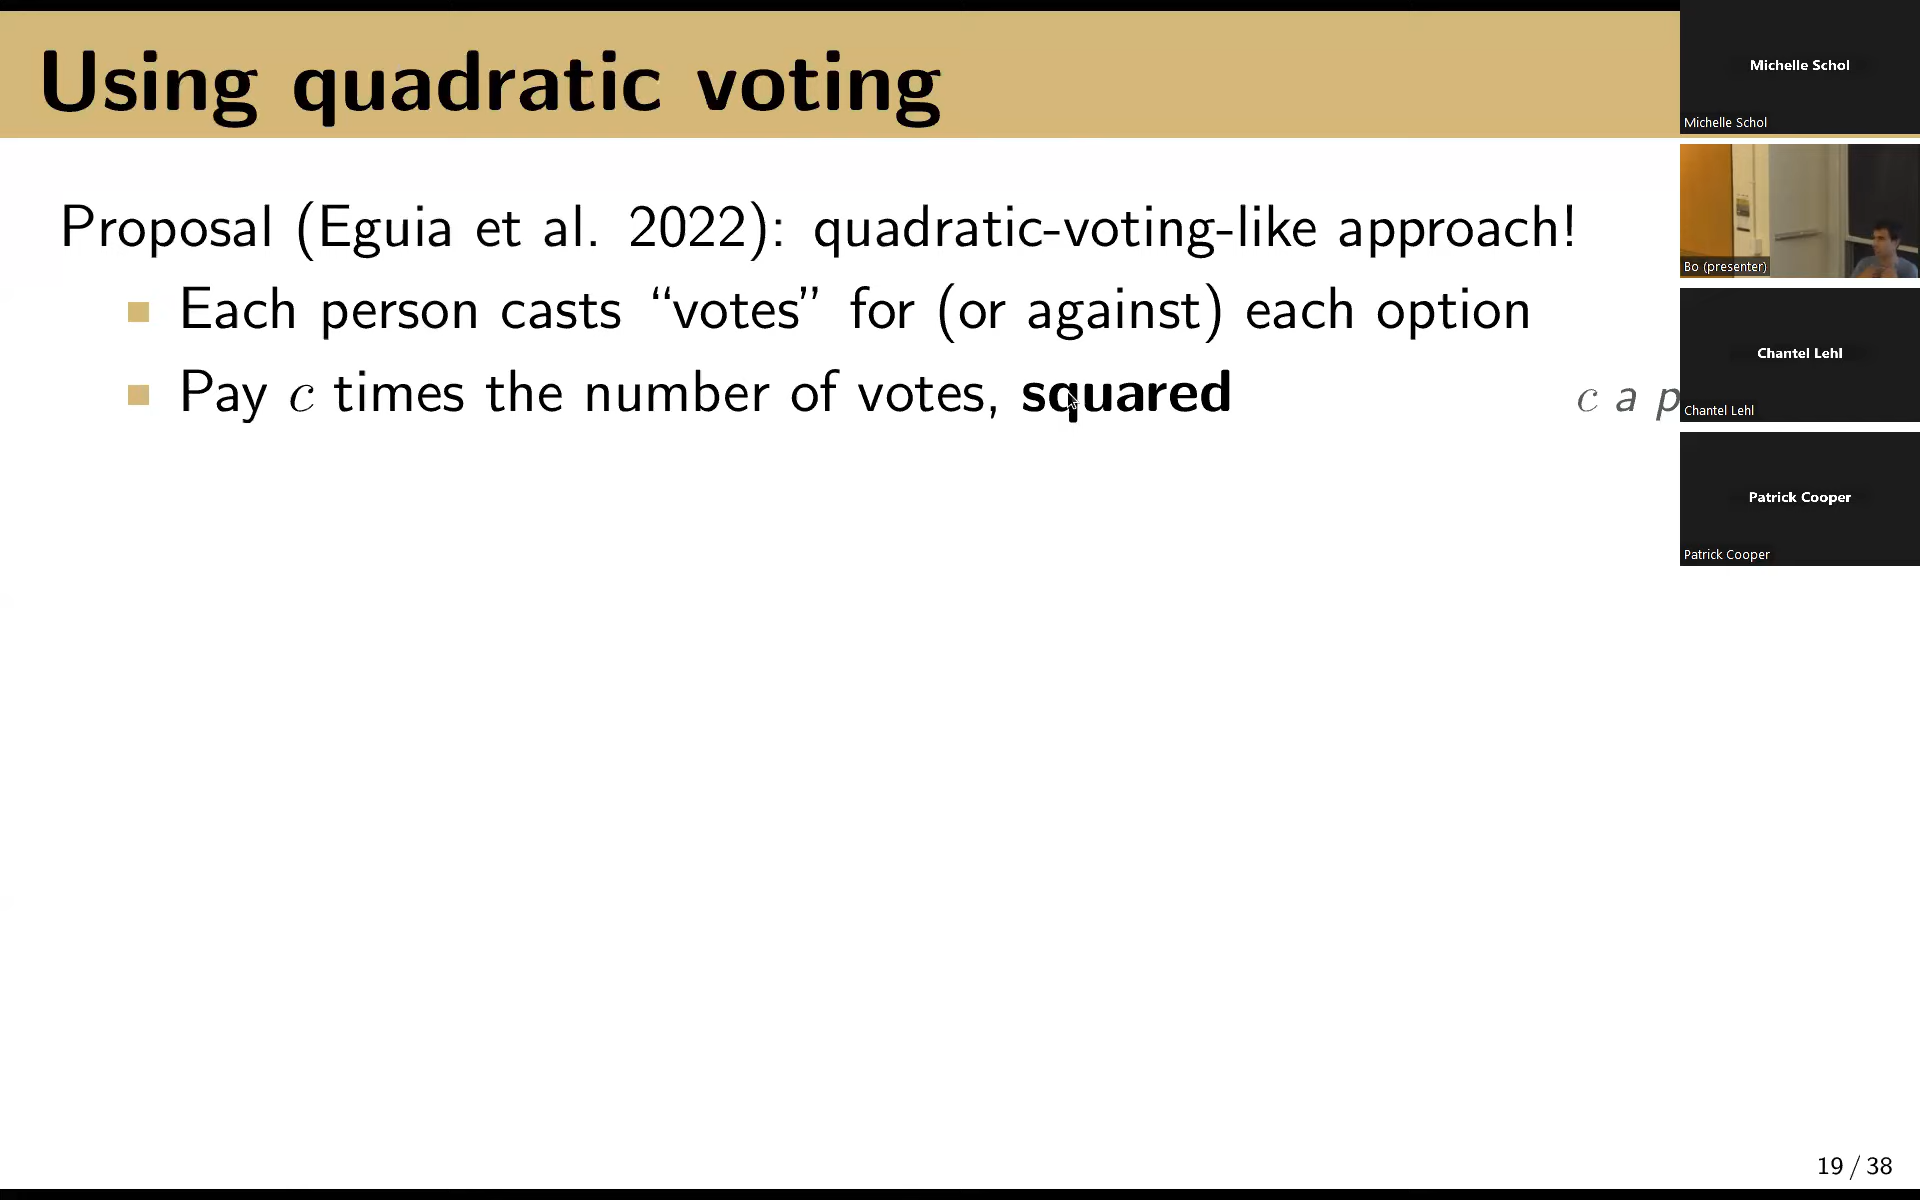 Using quadratic voting
Proposal (Eguia et al. 2022): quadratic-voting-like approach!
Each person casts “votes” for (or against) each option
Pay c times the number of votes, squared
c a p
19 / 38
Michelle Schol
Michelle Schol
Bo (presenter)
Chantel Lehl
Chantel Lehl
Patrick Cooper
Patrick Cooper